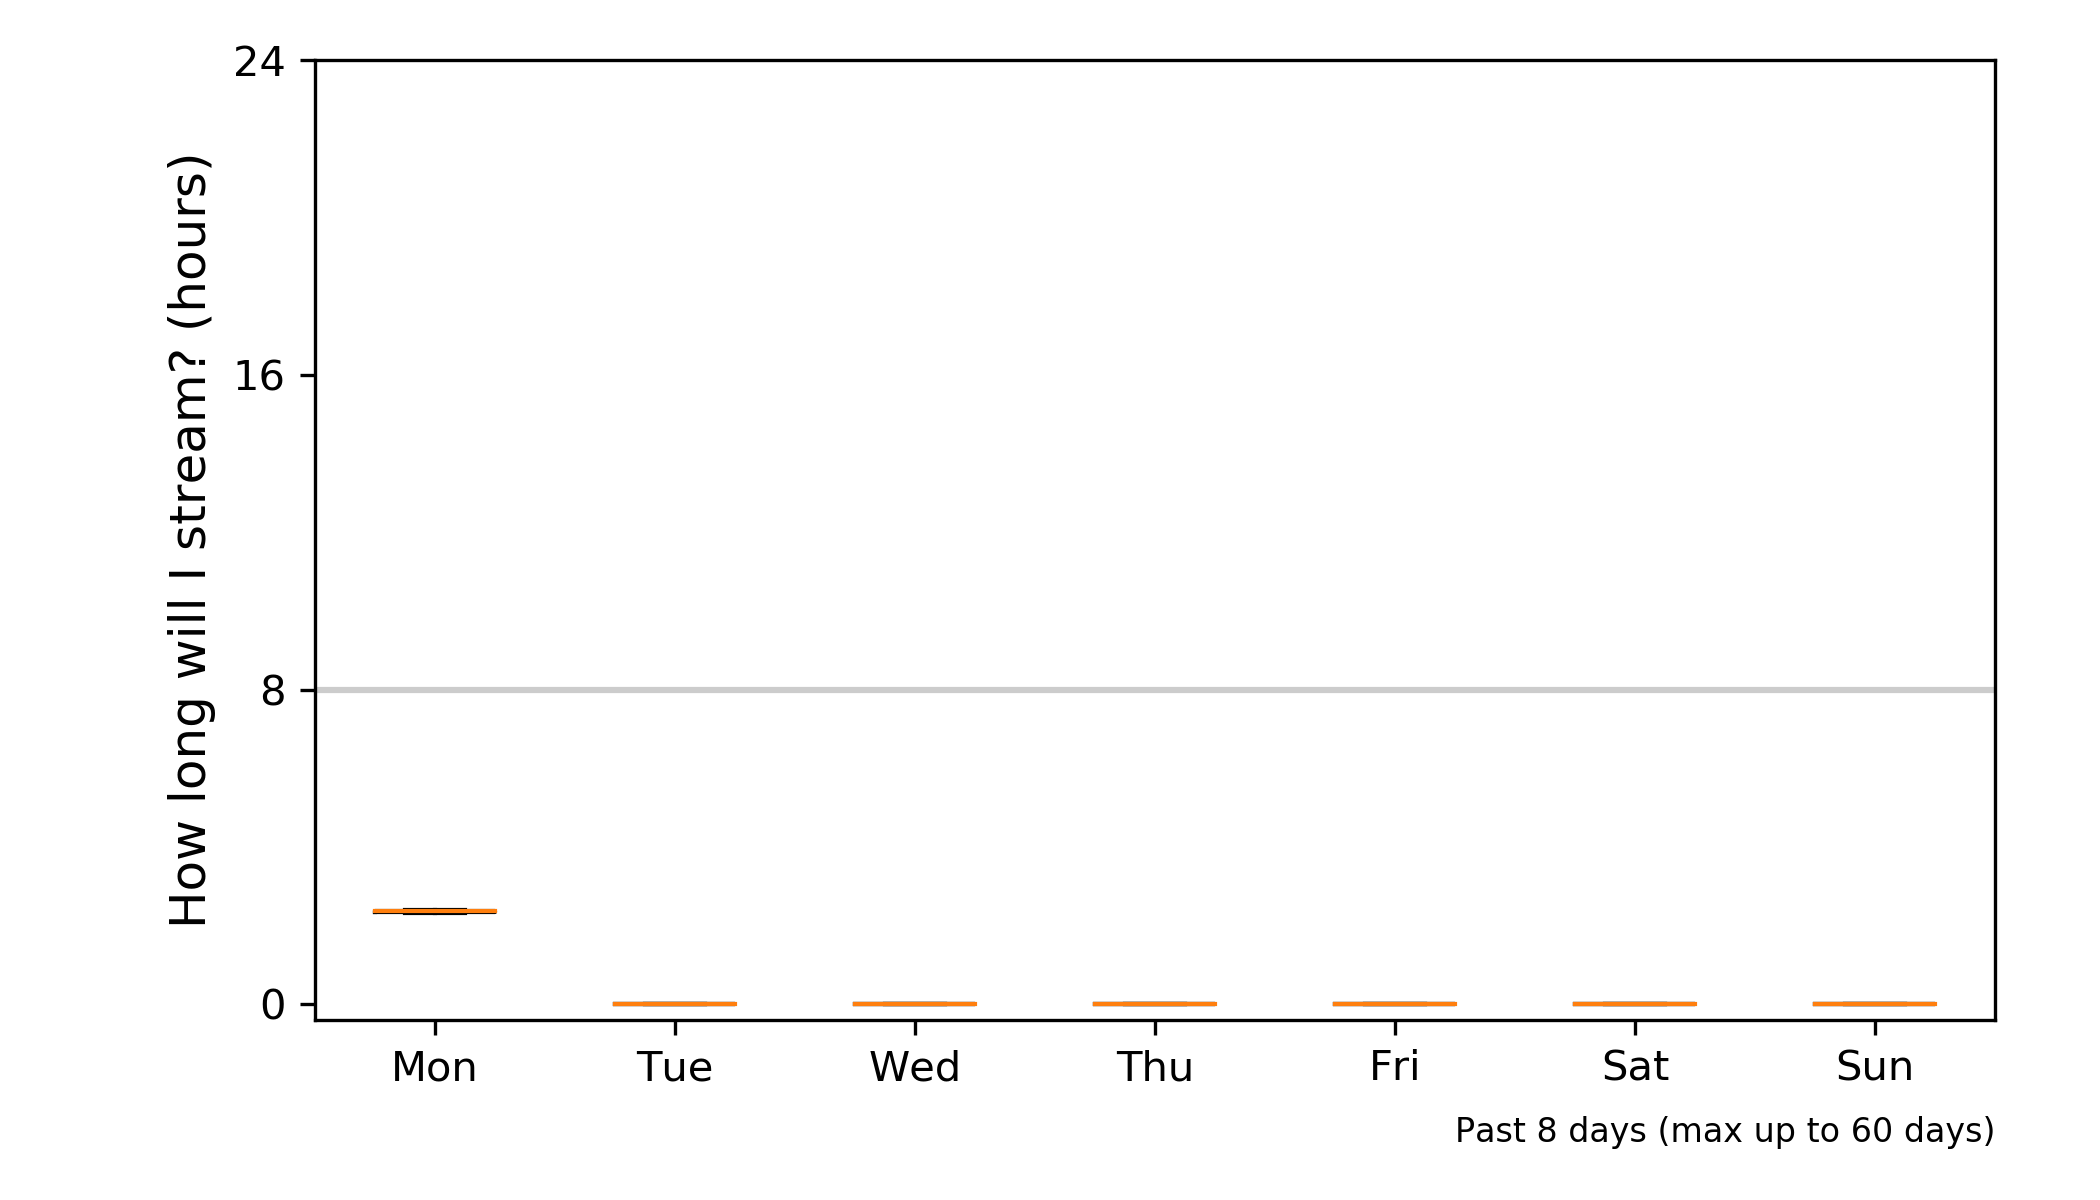 How long will I stream? (hours)
24
16
8
0
Mon Tue Wed Thu Fri Sat Sun
Past 8 days (max up to 60 days)